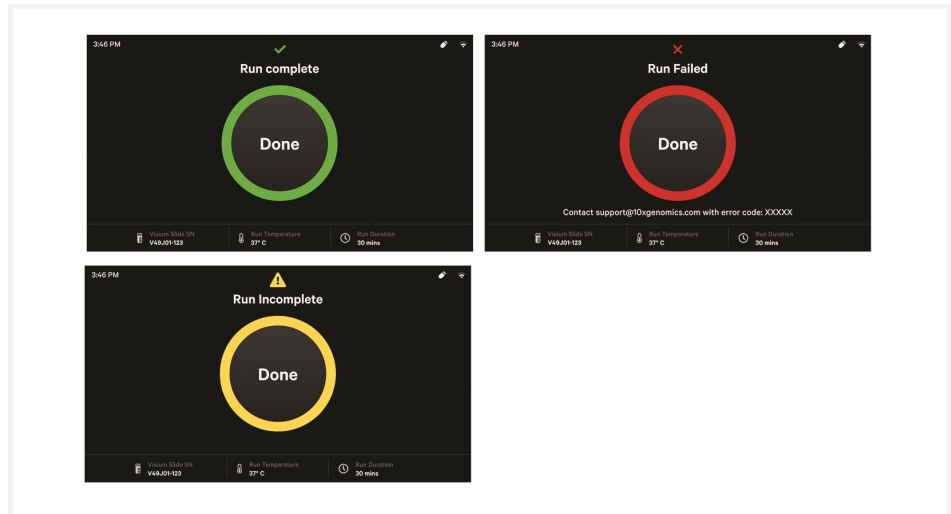 3:46 PM
Run complete
Done
Visium Slide SN
V49J01-123
Run Temperature
37° C
Run Duration
30 mins
3:46 PM
Run Failed
Done
Contact support@10xgenomics.com with error code: XXXXX
Visium Slide SN
V49J01-123
Run Temperature
37° C
Run Duration
30 mins
3:46 PM
Run Incomplete
Done
Visium Slide SN
V49J01-123
Run Temperature
37° C
Run Duration
30 mins